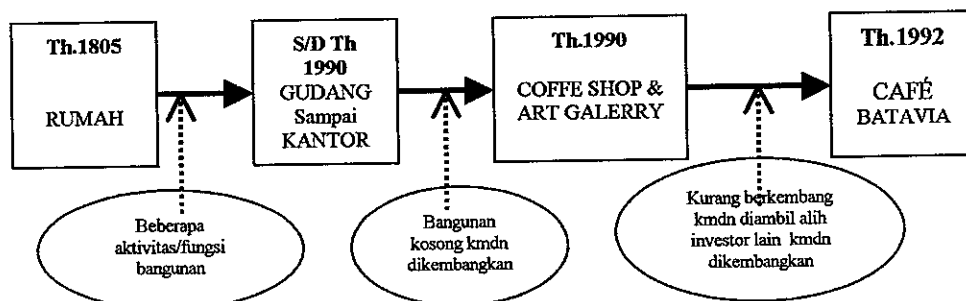 Th.1805
RUMAH
S/D Th
1990
GUDANG
Sampai
KANTOR
Th.1990
COFFE SHOP &
ART GALERRY
Th.1992
CAFÉ
BATAVIA
Beberapa
aktivitas/fungsi
bangunan
Bangunan
kosong kmdn
dikembangkan
Kurang berkembang
kmdn diambil alih
investor lain kmdn
dikembangkan